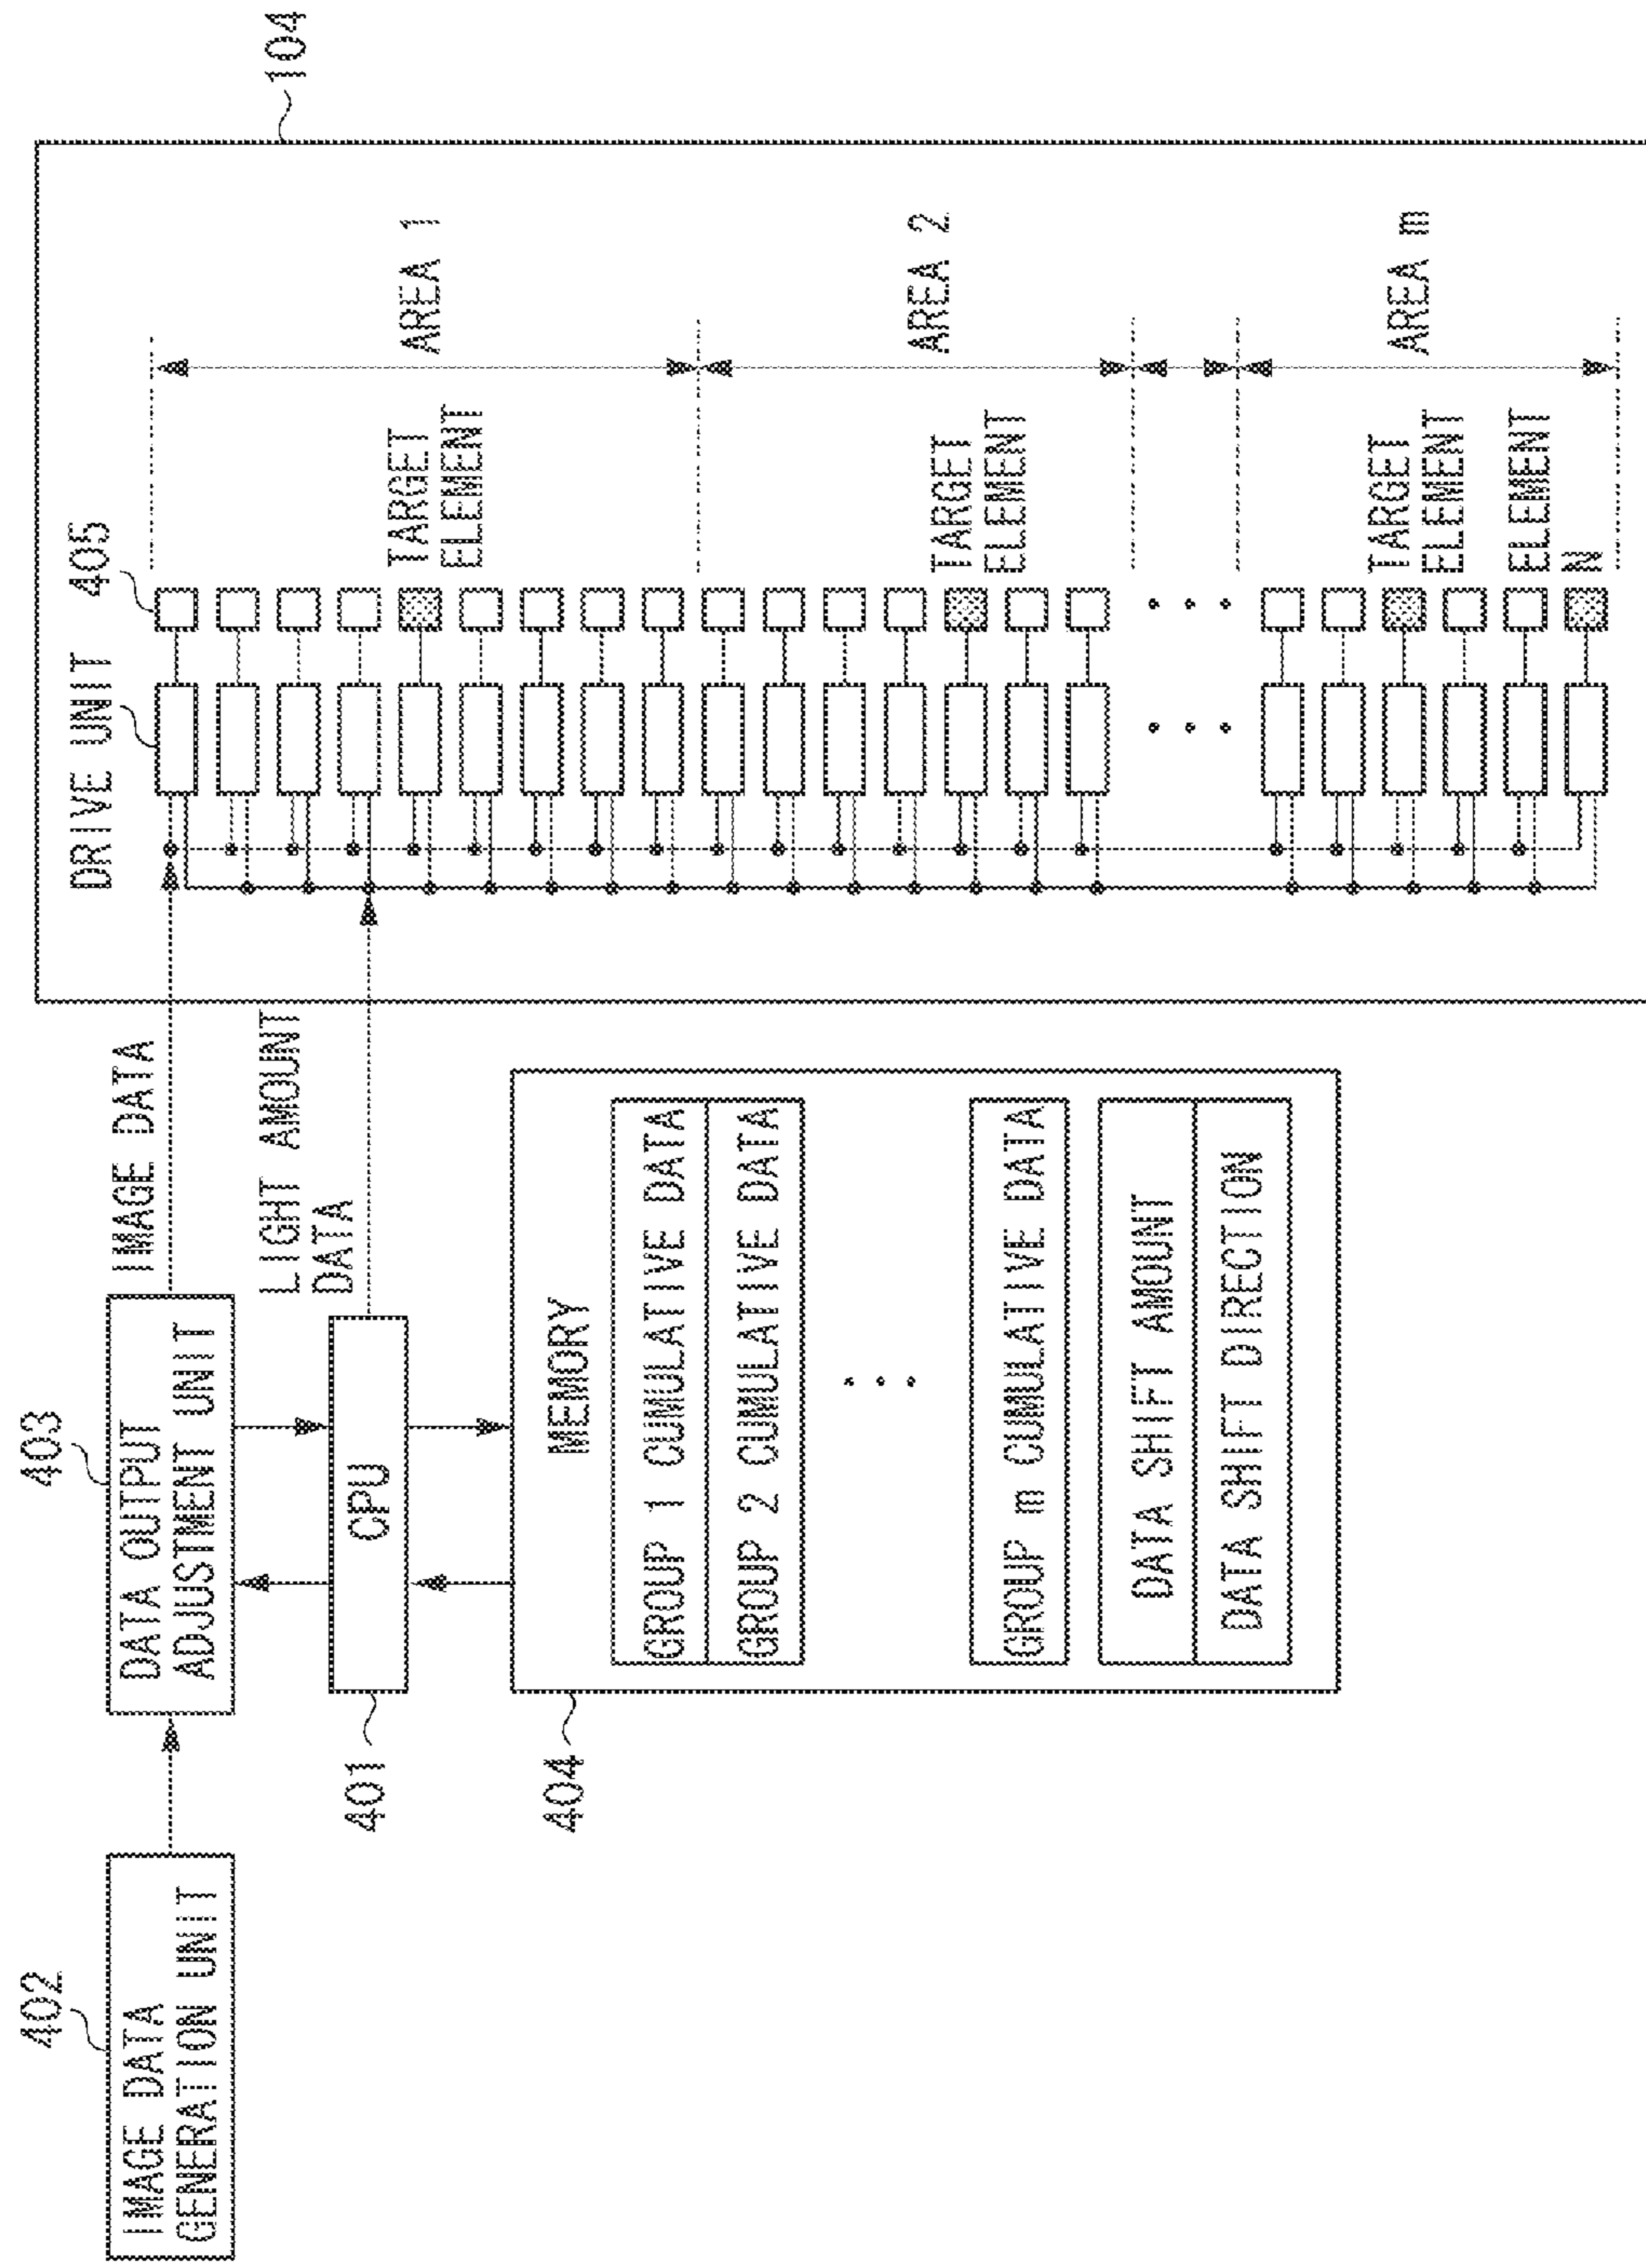 402
IMAGE DATA
GENERATION UNIT
403
DATA OUTPUT
ADJUSTMENT UNIT
IMAGE DATA
401
CPU
LIGHT AMOUNT
DATA
404
MEMORY
GROUP 1 CUMULATIVE DATA
GROUP 2 CUMULATIVE DATA
GROUP m CUMULATIVE DATA
DATA SHIFT AMOUNT
DATA SHIFT DIRECTION
104
DRIVE UNIT
405
TARGET
ELEMENT
AREA 1
TARGET
ELEMENT
AREA 2
TARGET
ELEMENT
ELEMENT
N
AREA m